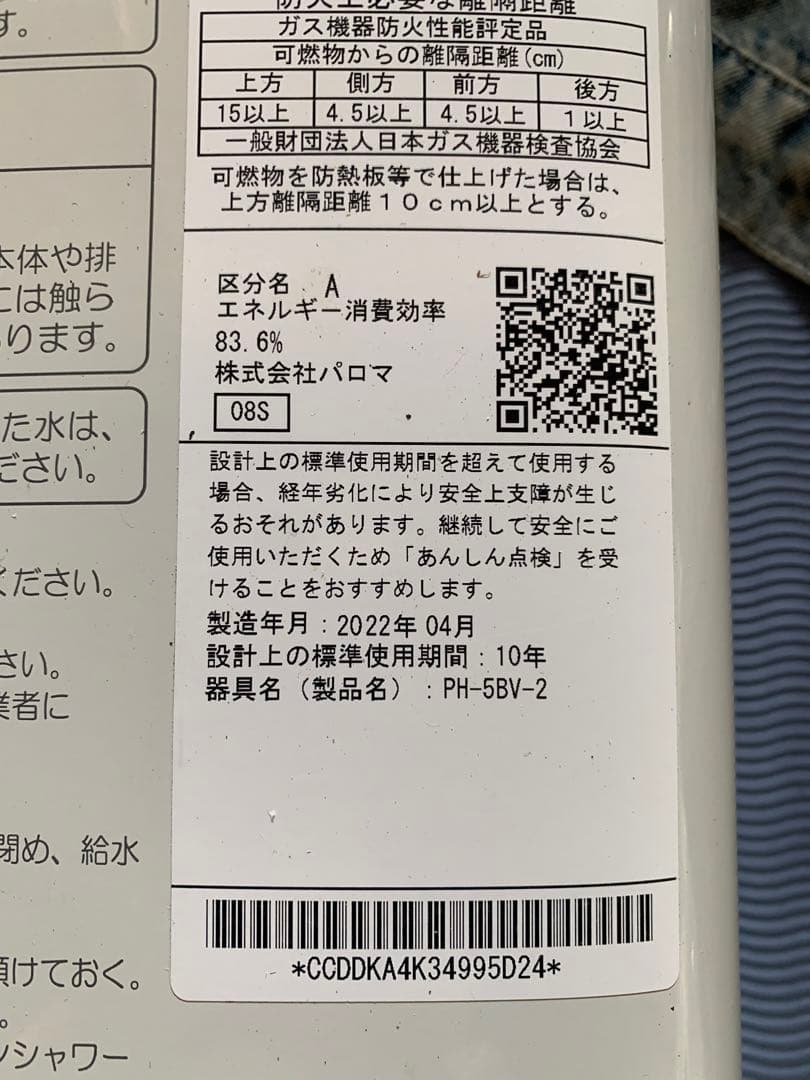 防火上必要な離隔距離
ガス機器防火性能評定品
可燃物からの離隔距離(cm)
上方 側方 前方 後方
15以上 4.5以上 4.5以上 1以上
一般財団法人日本ガス機器検査協会
可燃物を防熱板等で仕上げた場合は、
上方離隔距離10cm以上とする。
区分名 A
エネルギー消費効率
83.6%
株式会社パロマ
08S
設計上の標準使用期間を超えて使用する
場合、経年劣化により安全上支障が生じ
るおそれがあります。継続して安全にご
使用いただくため「あんしん点検」を受
けることをおすすめします。
製造年月:2022年04月
設計上の標準使用期間:10年
器具名(製品名):PH-5BV-2
*CCDDKA4K34995D24*
す。
本体や排
には触ら
ります。
た水は、
ださい。
ください。
さい。
業者に
閉め、給水
傾けておく。
。
ンシャワー